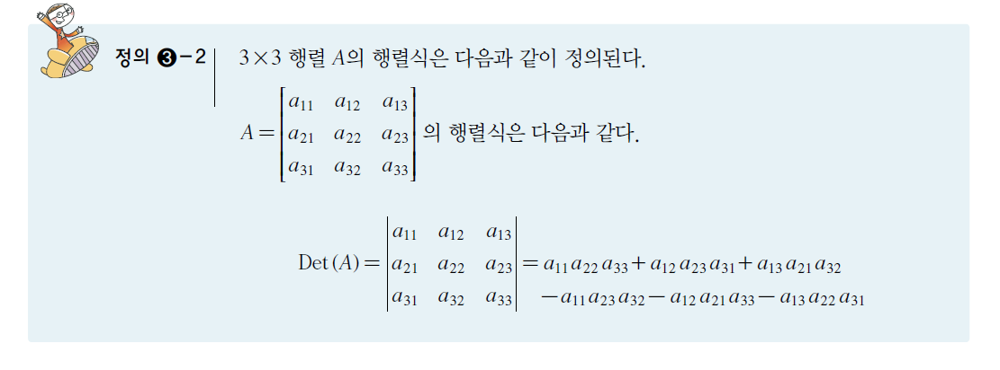 정의 ❸-2 3×3 행렬 A의 행렬식은 다음과 같이 정의된다.
A = [a₁₁ a₁₂ a₁₃
a₂₁ a₂₂ a₂₃
a₃₁ a₃₂ a₃₃] 의 행렬식은 다음과 같다.
Det (A) = |a₁₁ a₁₂ a₁₃
a₂₁ a₂₂ a₂₃
a₃₁ a₃₂ a₃₃| = a₁₁a₂₂a₃₃ + a₁₂a₂₃a₃₁ + a₁₃a₂₁a₃₂
−a₁₁a₂₃a₃₂ − a₁₂a₂₁a₃₃ − a₁₃a₂₂a₃₁